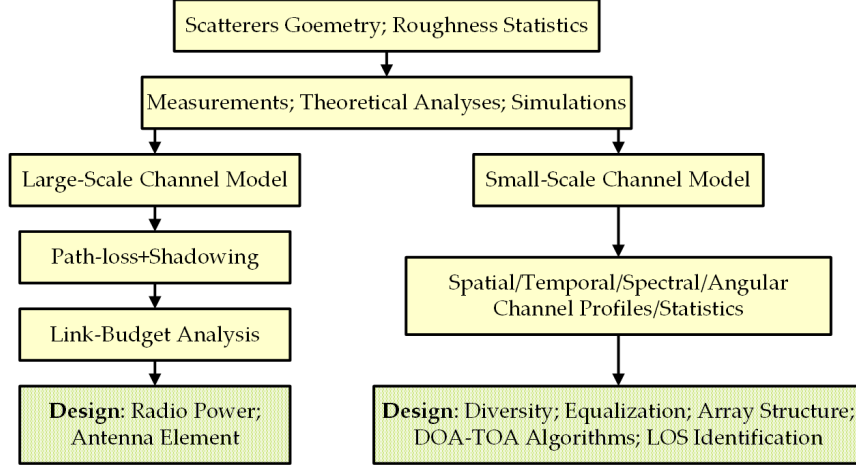 Scatterers Goemetry; Roughness Statistics
Measurements; Theoretical Analyses; Simulations
Large-Scale Channel Model
Small-Scale Channel Model
Path-loss+Shadowing
Spatial/Temporal/Spectral/Angular
Channel Profiles/Statistics
Link-Budget Analysis
Design: Radio Power;
Antenna Element
Design: Diversity; Equalization; Array Structure;
DOA-TOA Algorithms; LOS Identification